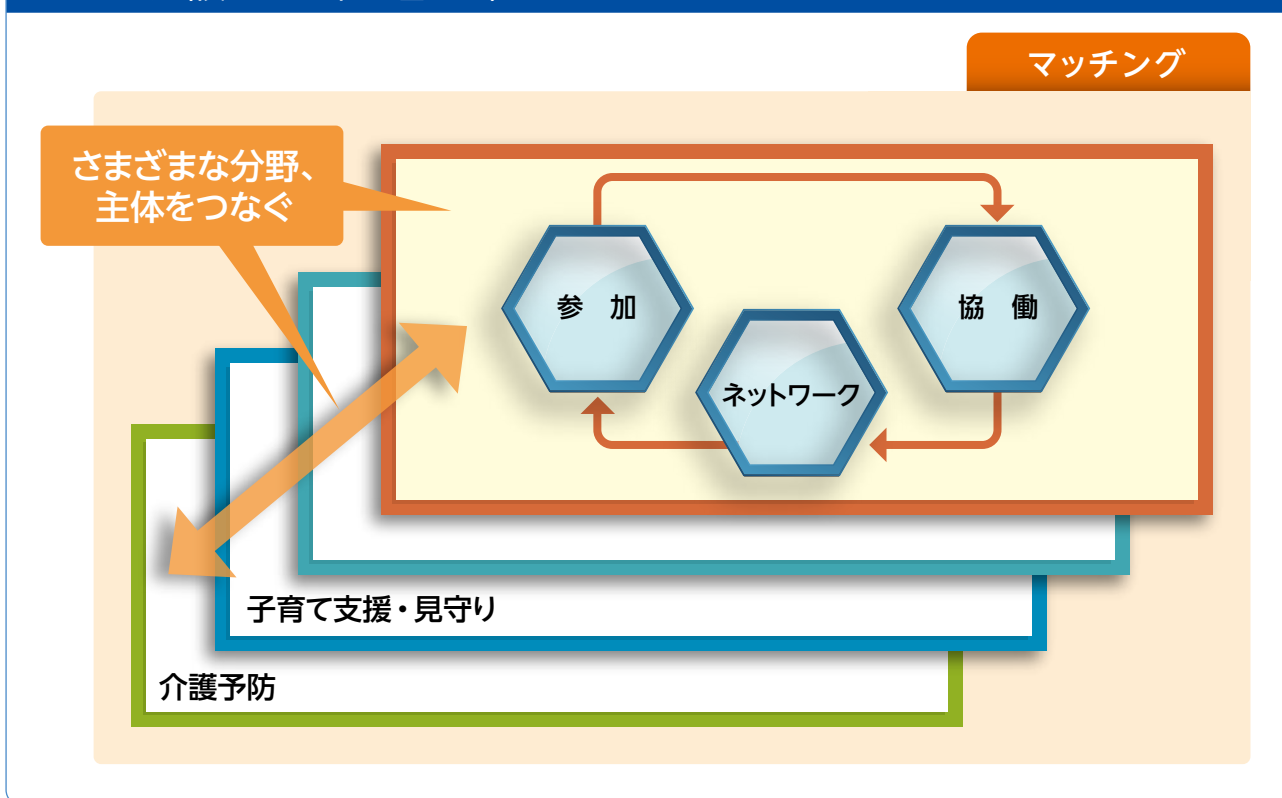 マッチング
さまざまな分野、
主体をつなぐ
参 加
協 働
ネットワーク
子育て支援・見守り
介護予防